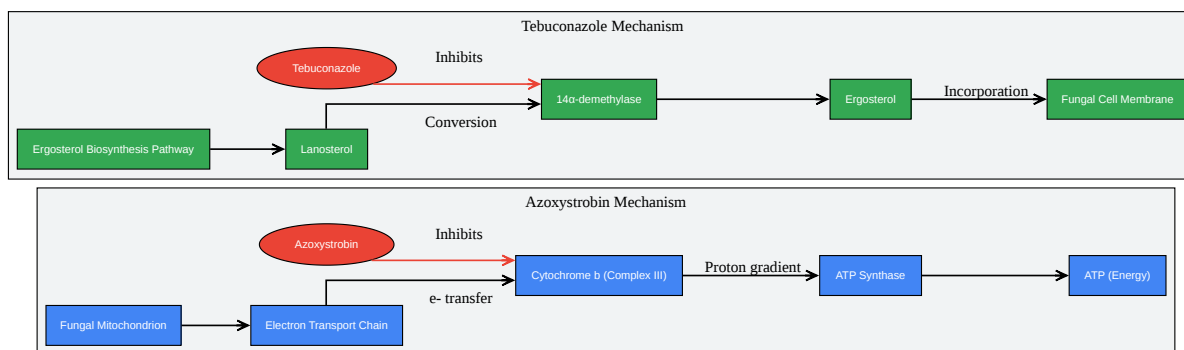 Tebuconazole Mechanism
Tebuconazole
Inhibits
14α-demethylase
Ergosterol
Incorporation
Fungal Cell Membrane
Conversion
Ergosterol Biosynthesis Pathway
Lanosterol
Azoxystrobin Mechanism
Azoxystrobin
Inhibits
Cytochrome b (Complex III)
Proton gradient
ATP Synthase
ATP (Energy)
e- transfer
Fungal Mitochondrion
Electron Transport Chain